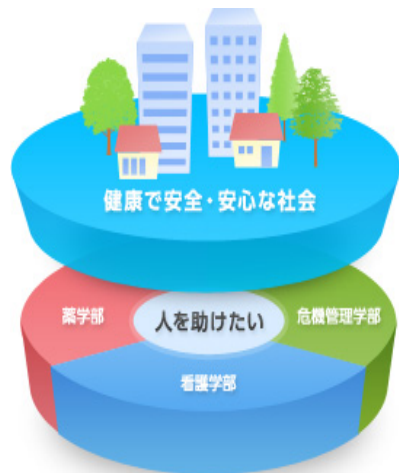 健康で安全・安心な社会
薬学部
人を助けたい
危機管理学部
看護学部